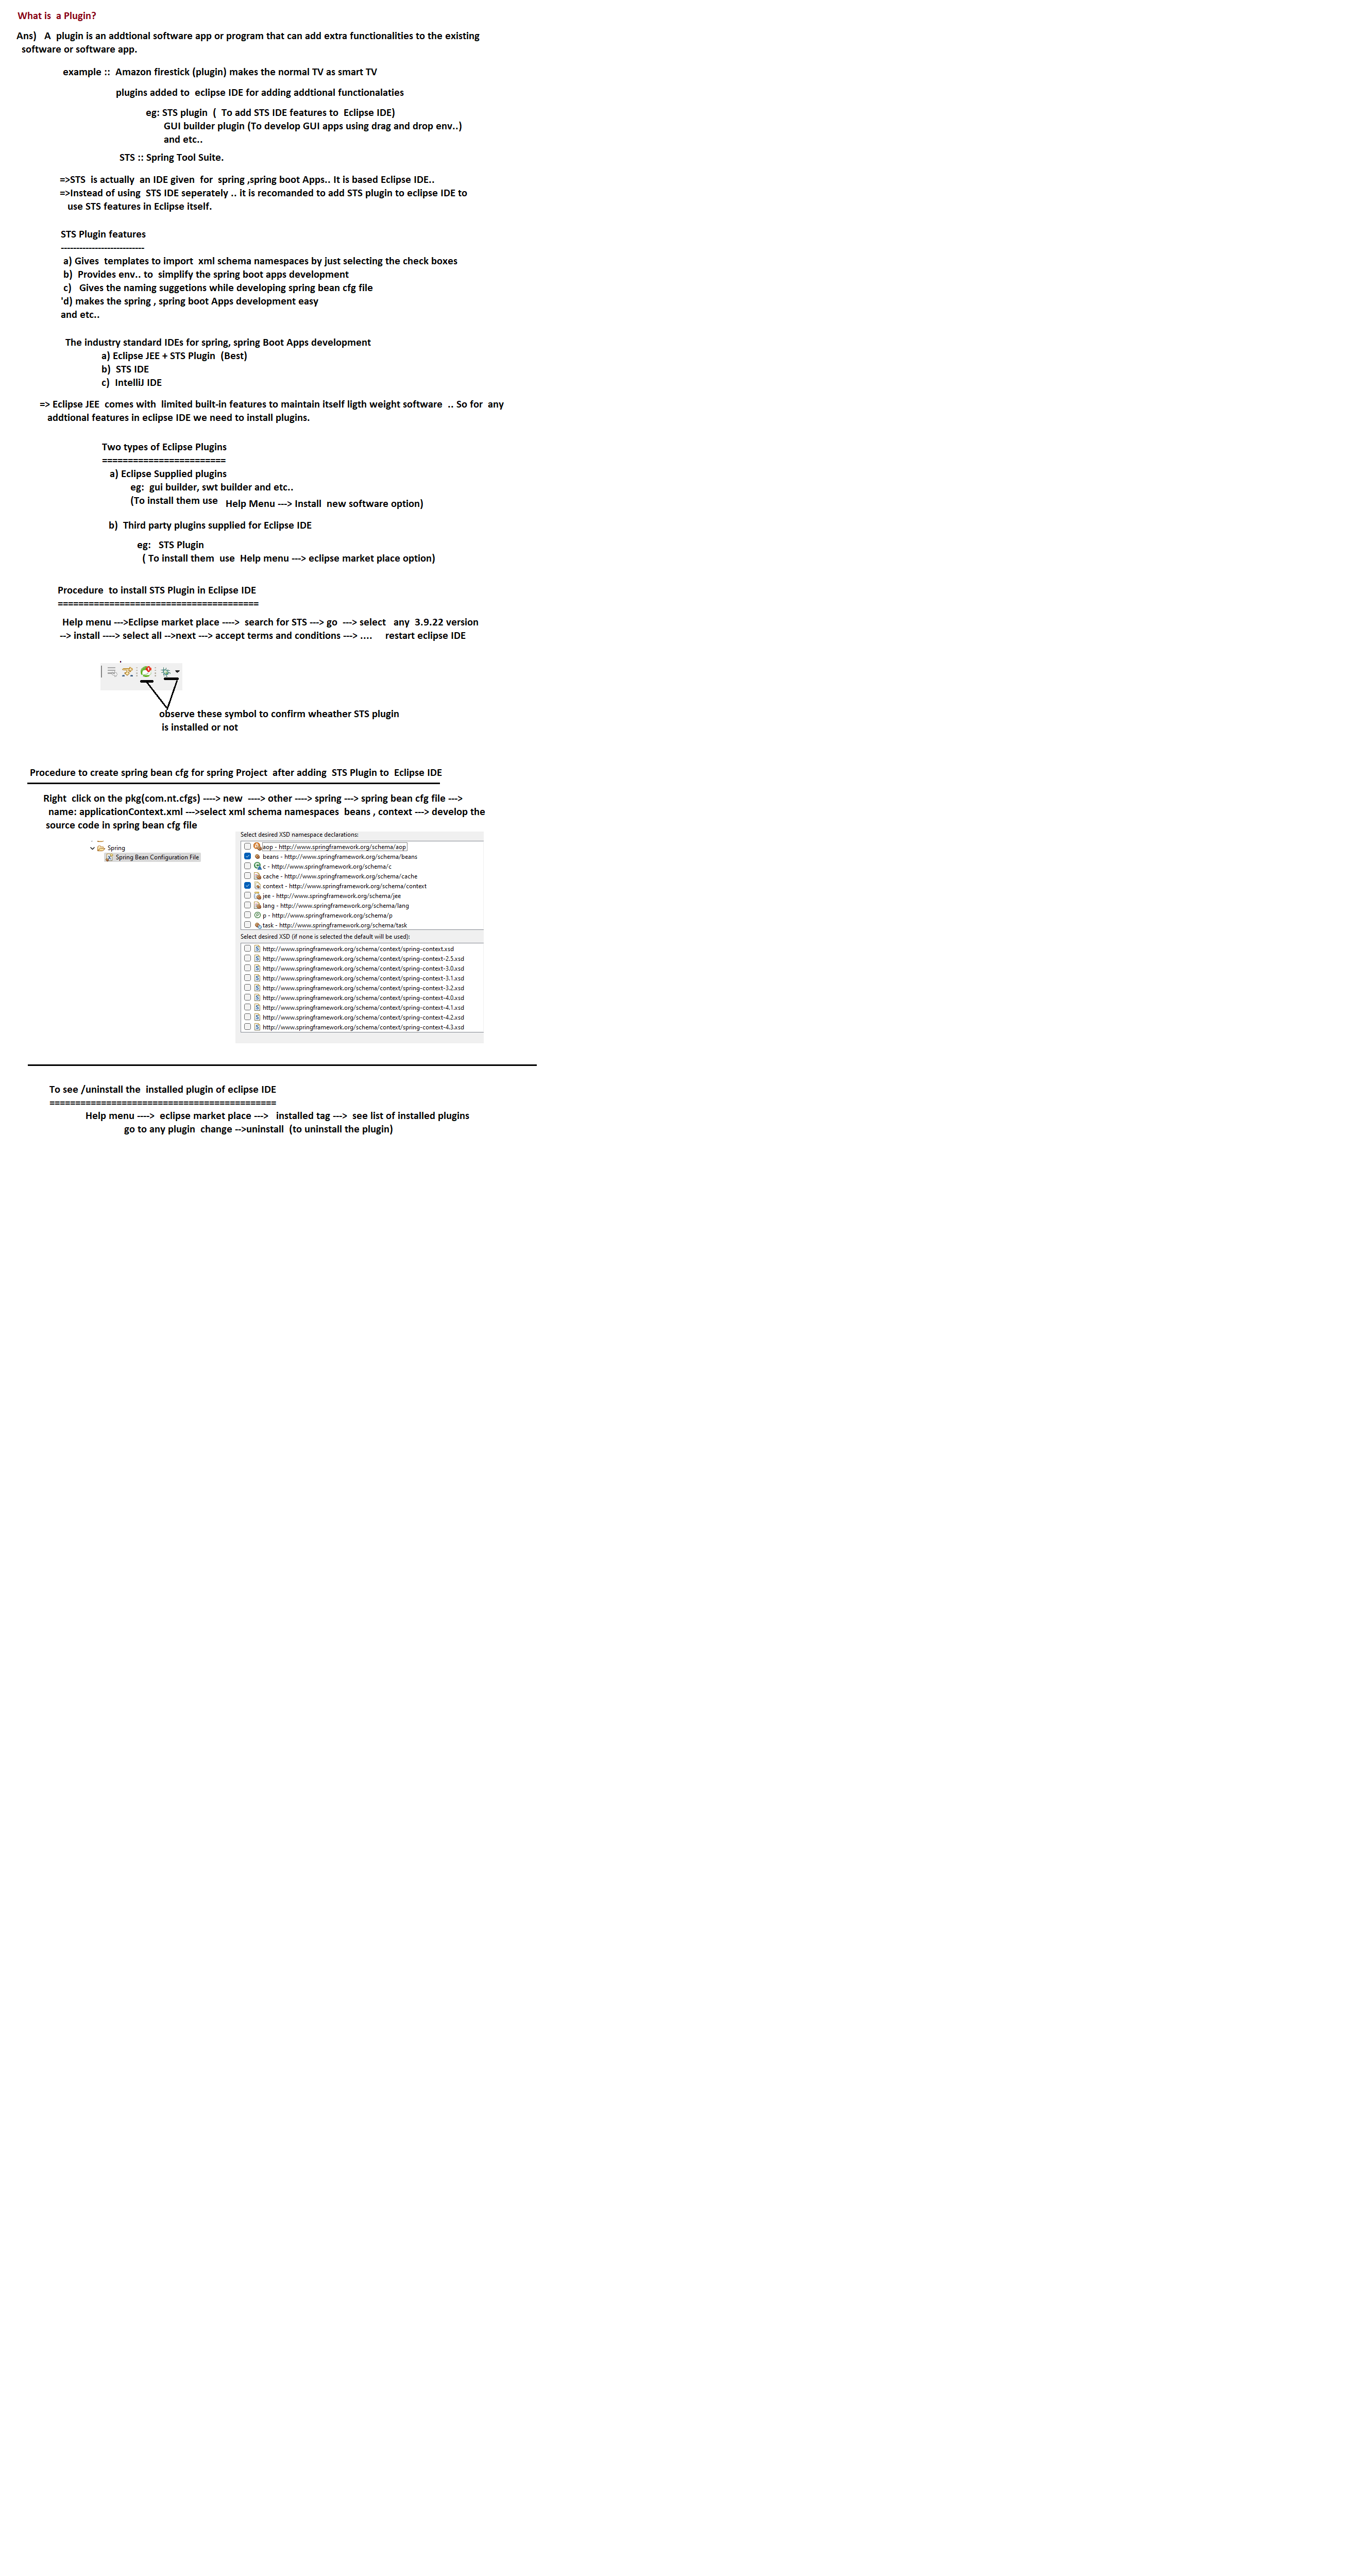 What is a Plugin?
Ans) A plugin is an addtional software app or program that can add extra functionalities to the existing
software or software app.
example :: Amazon firestick (plugin) makes the normal TV as smart TV
plugins added to eclipse IDE for adding addtional functionalaties
eg: STS plugin ( To add STS IDE features to Eclipse IDE)
GUI builder plugin (To develop GUI apps using drag and drop env..)
and etc..
STS :: Spring Tool Suite.
=>STS is actually an IDE given for spring ,spring boot Apps.. It is based Eclipse IDE..
=>Instead of using STS IDE seperately .. it is recomanded to add STS plugin to eclipse IDE to
use STS features in Eclipse itself.
STS Plugin features
---------------------------
a) Gives templates to import xml schema namespaces by just selecting the check boxes
b) Provides env.. to simplify the spring boot apps development
c) Gives the naming suggetions while developing spring bean cfg file
'd) makes the spring , spring boot Apps development easy
and etc..
The industry standard IDEs for spring, spring Boot Apps development
a) Eclipse JEE + STS Plugin (Best)
b) STS IDE
c) IntelliJ IDE
=> Eclipse JEE comes with limited built-in features to maintain itself ligth weight software .. So for any
addtional features in eclipse IDE we need to install plugins.
Two types of Eclipse Plugins
========================
a) Eclipse Supplied plugins
eg: gui builder, swt builder and etc..
(To install them use Help Menu ---> Install new software option)
b) Third party plugins supplied for Eclipse IDE
eg: STS Plugin
( To install them use Help menu ---> eclipse market place option)
Procedure to install STS Plugin in Eclipse IDE
=======================================
Help menu --->Eclipse market place ----> search for STS ---> go ---> select any 3.9.22 version
--> install ----> select all -->next ---> accept terms and conditions ---> .... restart eclipse IDE
observe these symbol to confirm wheather STS plugin
is installed or not
Procedure to create spring bean cfg for spring Project after adding STS Plugin to Eclipse IDE
Right click on the pkg(com.nt.cfgs) ----> new ----> other ----> spring ---> spring bean cfg file --->
name: applicationContext.xml --->select xml schema namespaces beans , context ---> develop the
source code in spring bean cfg file
Spring
Spring Bean Configuration File
Select desired XSD namespace declarations:
aop - http://www.springframework.org/schema/aop
beans - http://www.springframework.org/schema/beans
c - http://www.springframework.org/schema/c
cache - http://www.springframework.org/schema/cache
context - http://www.springframework.org/schema/context
jee - http://www.springframework.org/schema/jee
lang - http://www.springframework.org/schema/lang
p - http://www.springframework.org/schema/p
task - http://www.springframework.org/schema/task
Select desired XSD (if none is selected the default will be used):
http://www.springframework.org/schema/context/spring-context.xsd
http://www.springframework.org/schema/context/spring-context-2.5.xsd
http://www.springframework.org/schema/context/spring-context-3.0.xsd
http://www.springframework.org/schema/context/spring-context-3.1.xsd
http://www.springframework.org/schema/context/spring-context-3.2.xsd
http://www.springframework.org/schema/context/spring-context-4.0.xsd
http://www.springframework.org/schema/context/spring-context-4.1.xsd
http://www.springframework.org/schema/context/spring-context-4.2.xsd
http://www.springframework.org/schema/context/spring-context-4.3.xsd
To see /uninstall the installed plugin of eclipse IDE
============================================
Help menu ----> eclipse market place ---> installed tag ---> see list of installed plugins
go to any plugin change -->uninstall (to uninstall the plugin)